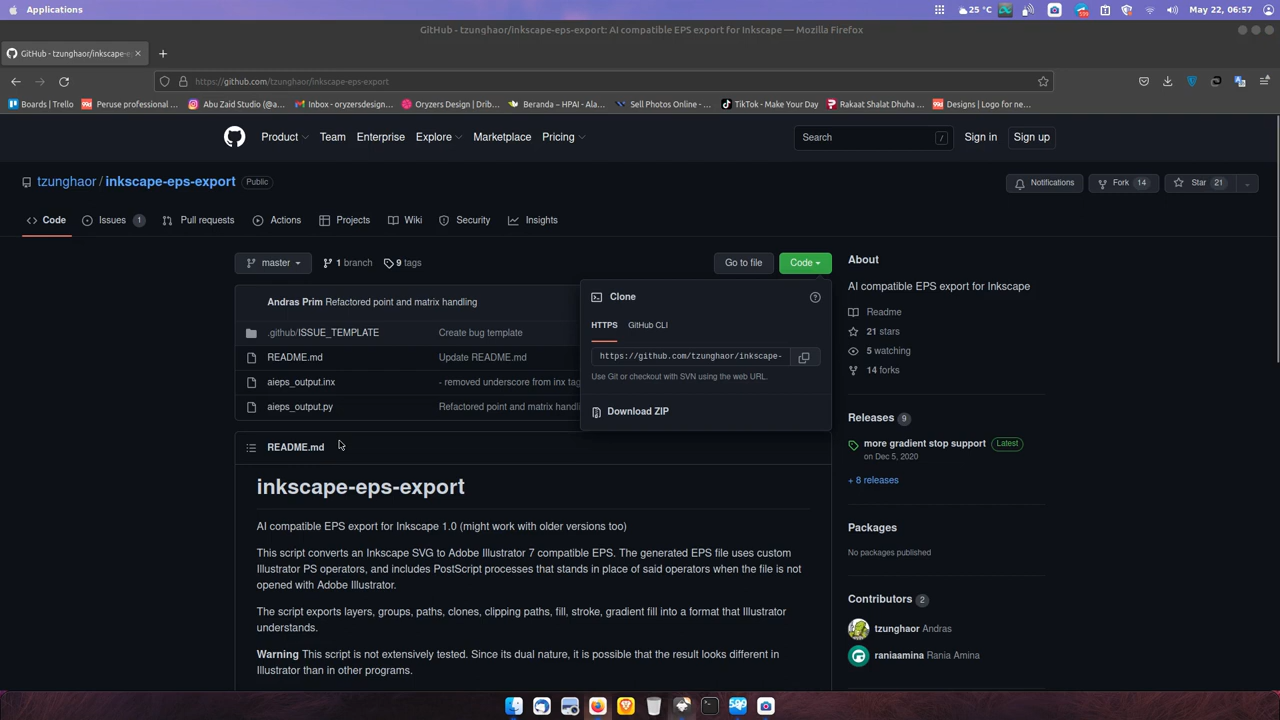 Applications
25 °C
May 22, 06:57
GitHub - tzunghaor/inkscape-eps-export: AI compatible EPS export for Inkscape — Mozilla Firefox
GitHub - tzunghaor/inkscape-e
https://github.com/tzunghaor/inkscape-eps-export
Boards | Trello
Peruse professional ...
Abu Zaid Studio (@a...
Inbox - oryzersdesign...
Oryzers Design | Drib...
Beranda – HPAI - Ala...
Sell Photos Online - ...
TikTok - Make Your Day
Rakaat Shalat Dhuha ...
Designs | Logo for ne...
Product
Team
Enterprise
Explore
Marketplace
Pricing
Search
/
Sign in
Sign up
tzunghaor / inkscape-eps-export
Public
Notifications
Fork 14
Star 21
Code
Issues 1
Pull requests
Actions
Projects
Wiki
Security
Insights
master
1 branch
9 tags
Go to file
Code
Andras Prim Refactored point and matrix handling
.github/ISSUE_TEMPLATE
Create bug template
README.md
Update README.md
aieps_output.inx
- removed underscore from inx tag
aieps_output.py
Refactored point and matrix handli
Clone
HTTPS
GitHub CLI
https://github.com/tzunghaor/inkscape-
Use Git or checkout with SVN using the web URL.
Download ZIP
README.md
inkscape-eps-export
AI compatible EPS export for Inkscape 1.0 (might work with older versions too)
This script converts an Inkscape SVG to Adobe Illustrator 7 compatible EPS. The generated EPS file uses custom
Illustrator PS operators, and includes PostScript processes that stands in place of said operators when the file is not
opened with Adobe Illustrator.
The script exports layers, groups, paths, clones, clipping paths, fill, stroke, gradient fill into a format that Illustrator
understands.
Warning This script is not extensively tested. Since its dual nature, it is possible that the result looks different in
Illustrator than in other programs.
About
AI compatible EPS export for Inkscape
Readme
21 stars
5 watching
14 forks
Releases 9
more gradient stop support
Latest
on Dec 5, 2020
+ 8 releases
Packages
No packages published
Contributors 2
tzunghaor Andras
raniaamina Rania Amina